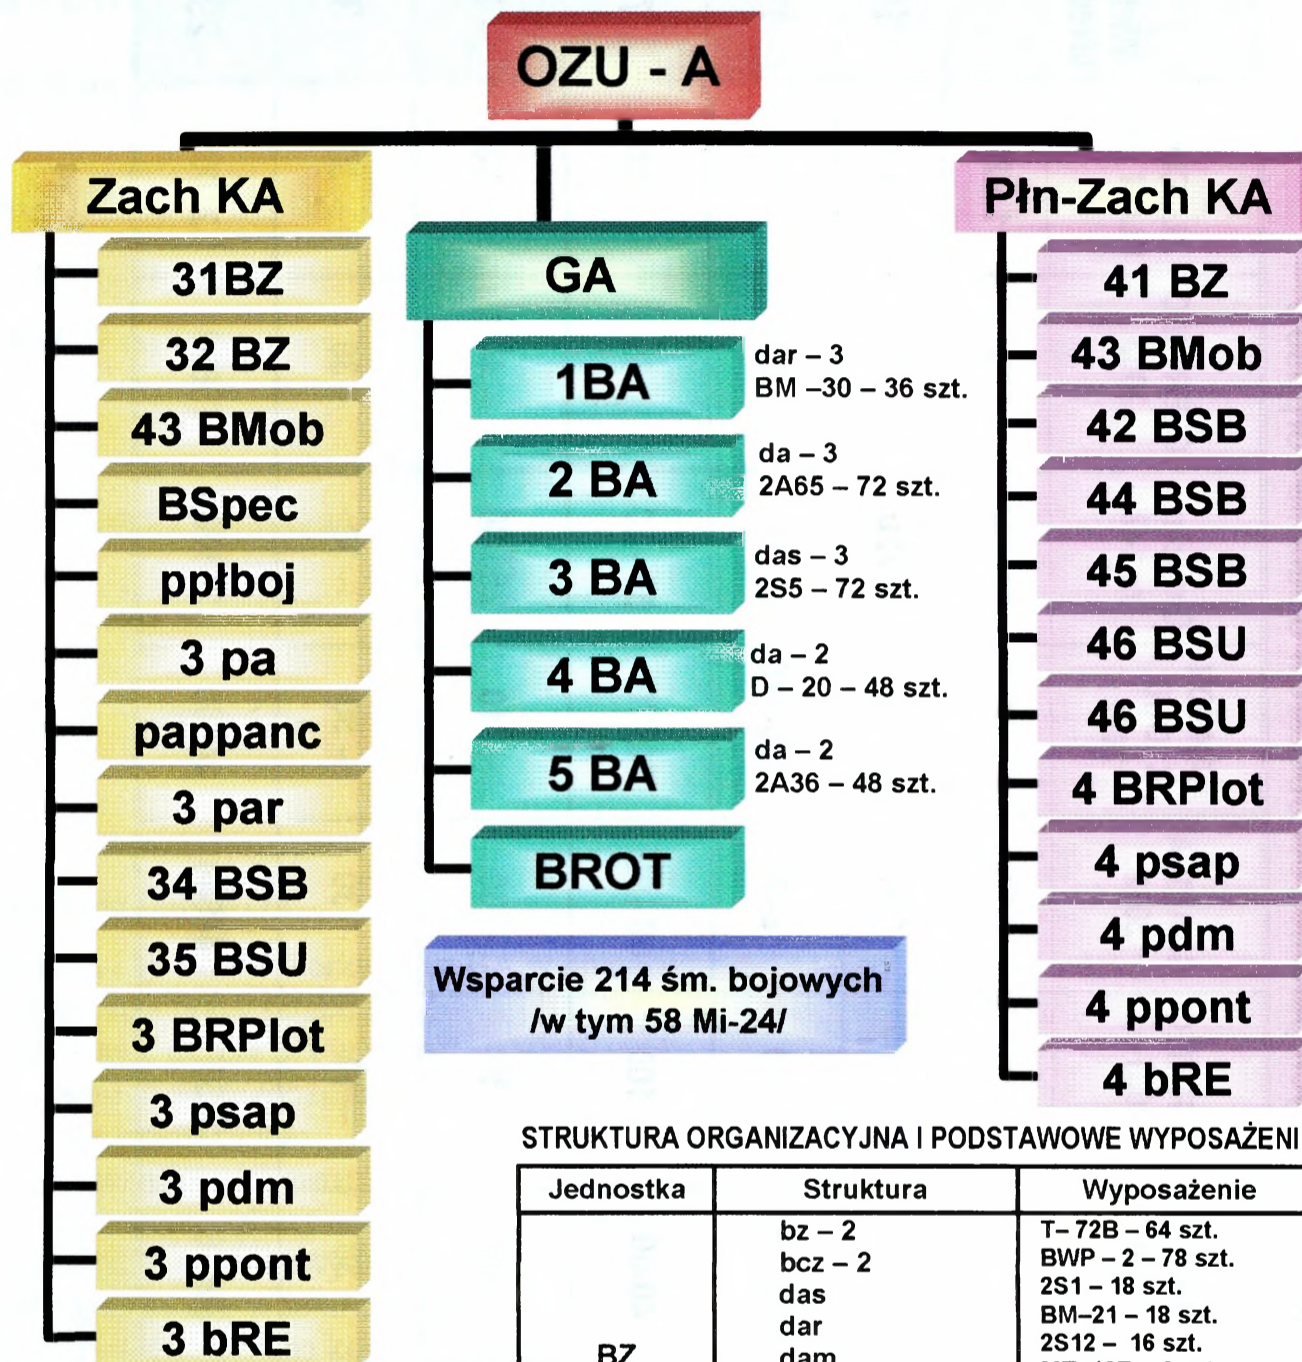 OZU - A
Zach KA
31BZ
32 BZ
43 BMob
BSpec
ppłboj
3 pa
pappanc
3 par
34 BSB
35 BSU
3 BRPlot
3 psap
3 pdm
3 ppont
3 bRE
GA
1BA
dar – 3
BM –30 – 36 szt.
2 BA
da – 3
2A65 – 72 szt.
3 BA
das – 3
2S5 – 72 szt.
4 BA
da – 2
D – 20 – 48 szt.
5 BA
da – 2
2A36 – 48 szt.
BROT
Wsparcie 214 śm. bojowych
/w tym 58 Mi-24/
Płn-Zach KA
41 BZ
43 BMob
42 BSB
44 BSB
45 BSB
46 BSU
46 BSU
4 BRPlot
4 psap
4 pdm
4 ppont
4 bRE
STRUKTURA ORGANIZACYJNA I PODSTAWOWE WYPOSAŻENI
Jednostka Struktura Wyposażenie
bz – 2 T– 72B – 64 szt.
bcz – 2 BWP – 2 – 78 szt.
das 2S1 – 18 szt.
dar BM–21 – 18 szt.
BZ dam 2S12 – 16 szt.